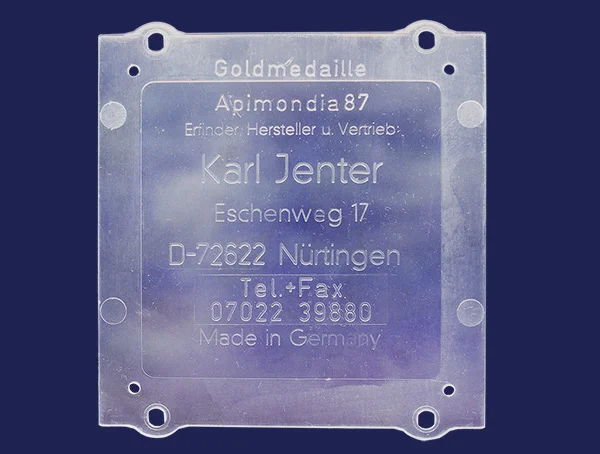 Goldmedaille
Apimondia 87
Erfinder, Hersteller u. Vertrieb:
Karl Jenter
Eschenweg 17
D-72622 Nürtingen
Tel.+Fax
07022 39880
Made in Germany